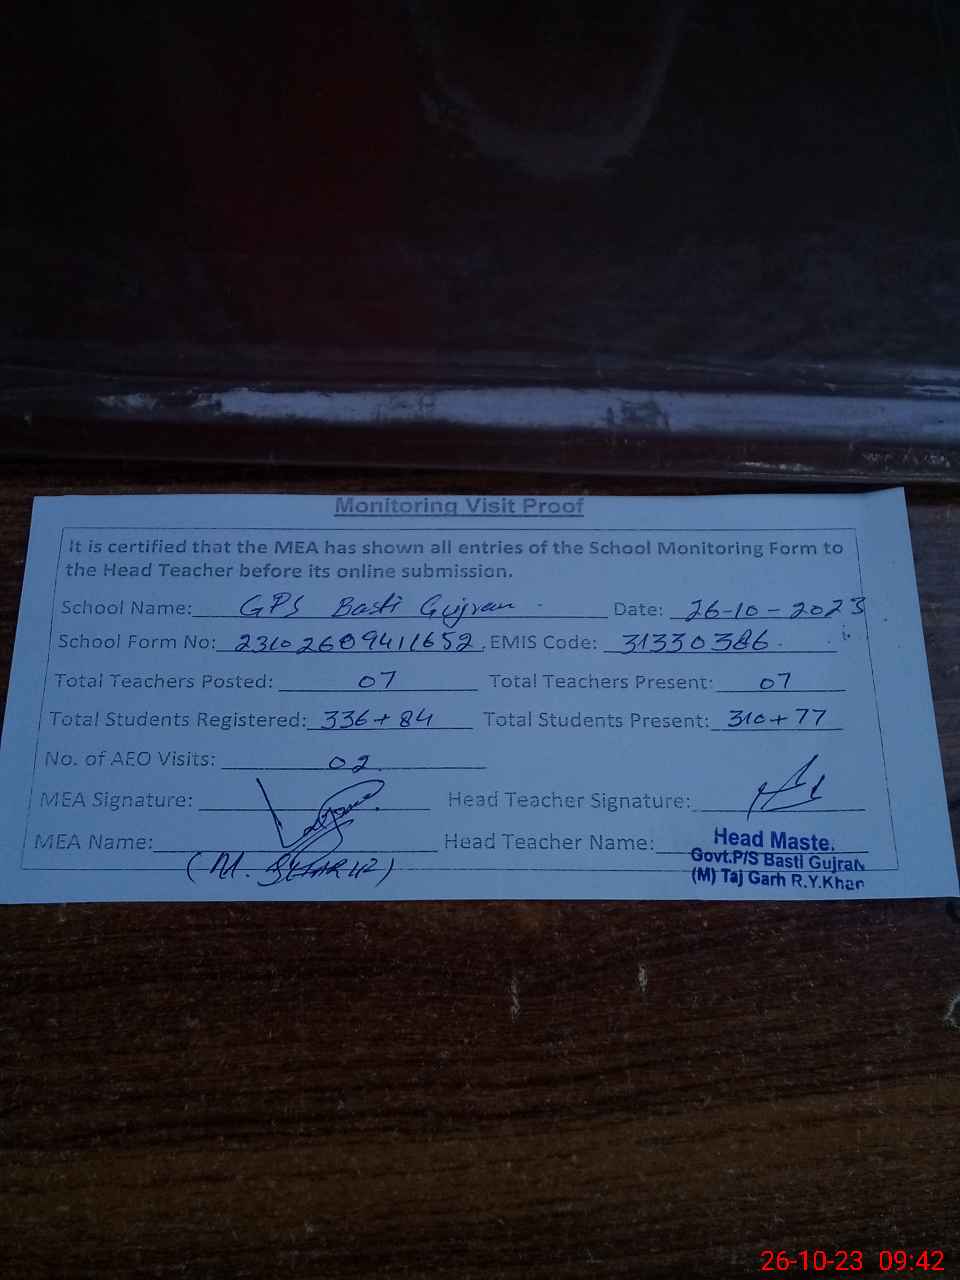 Monitoring Visit Proof
It is certified that the MEA has shown all entries of the School Monitoring Form to
the Head Teacher before its online submission.
School Name: GPS Basti Gujran Date: 26-10-2023
School Form No: 23102609411652 EMIS Code: 31330386
Total Teachers Posted: 07 Total Teachers Present: 07
Total Students Registered: 336+84 Total Students Present: 310+77
No. of AEO Visits: 02
MEA Signature: Head Teacher Signature:
MEA Name: Head Teacher Name: Head Maste.
(M. Govt.P/S Basti Gujran
(M) Taj Garh R.Y.Khan
26-10-23 09:42